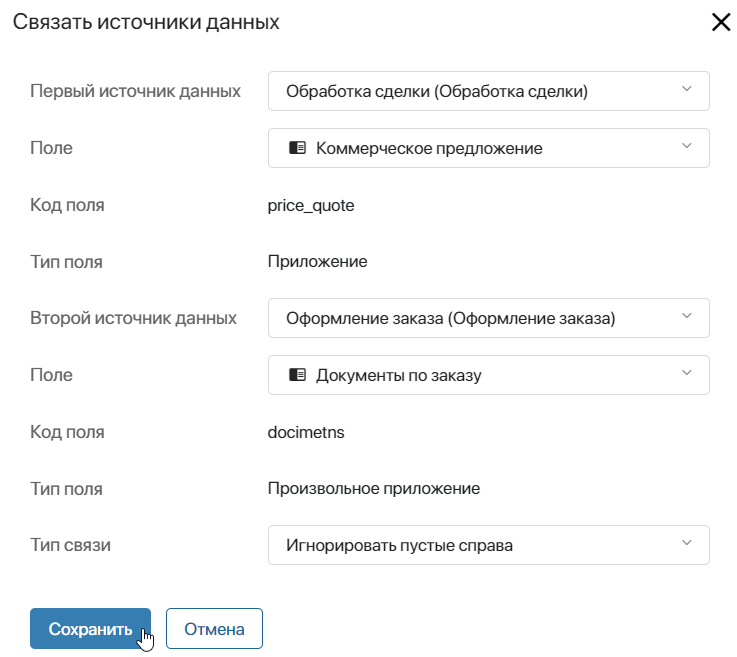 Связать источники данных
Первый источник данных Обработка сделки (Обработка сделки)
Поле Коммерческое предложение
Код поля price_quote
Тип поля Приложение
Второй источник данных Оформление заказа (Оформление заказа)
Поле Документы по заказу
Код поля docimetns
Тип поля Произвольное приложение
Тип связи Игнорировать пустые справа
Сохранить Отмена